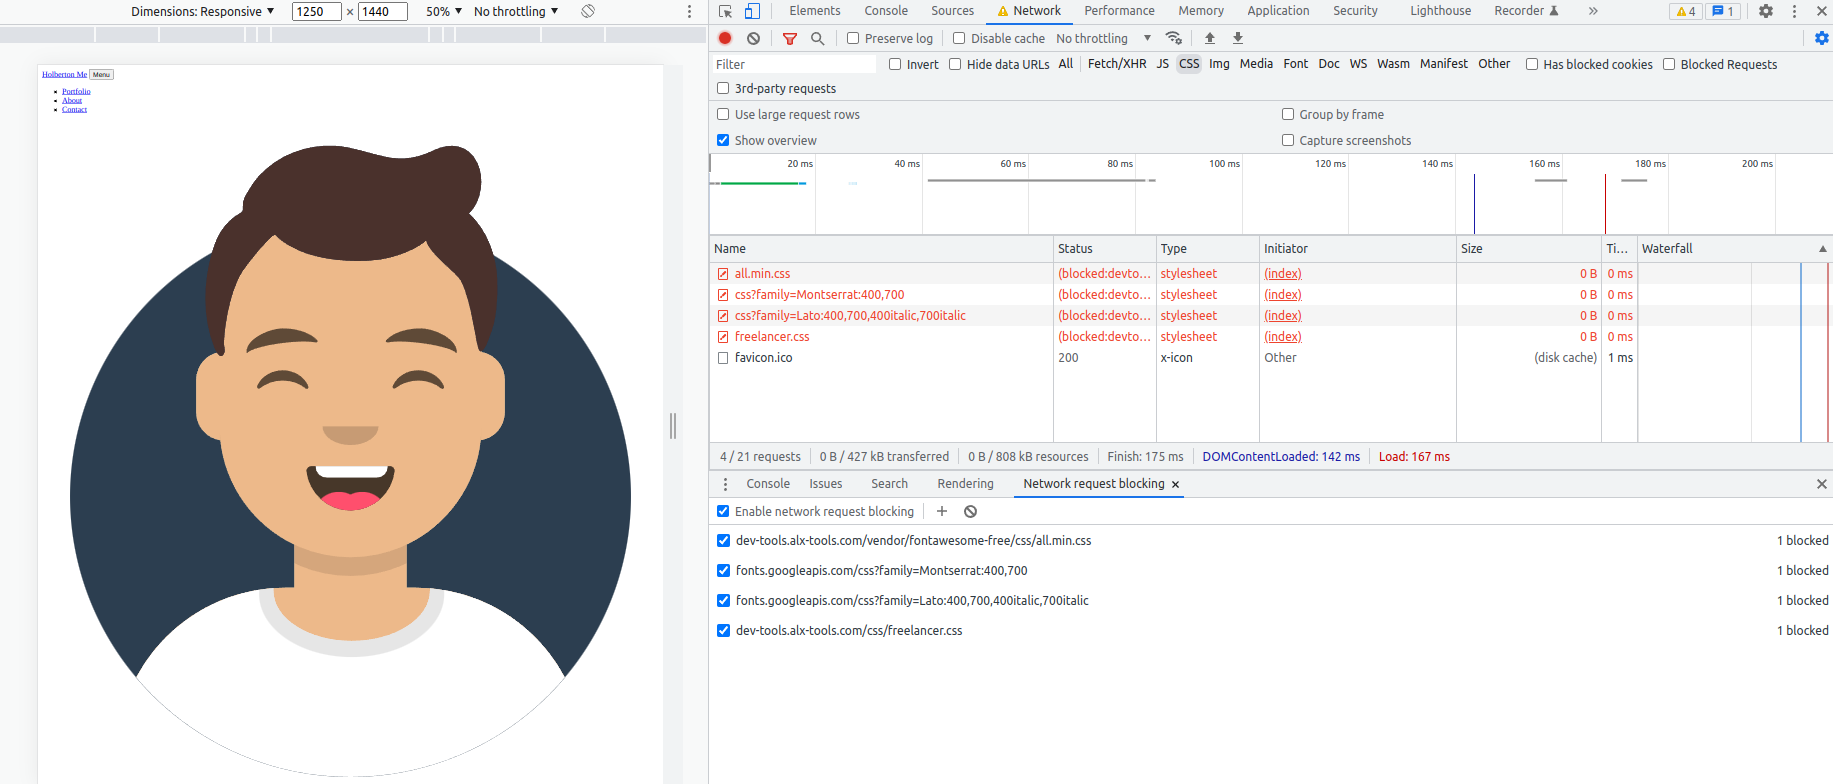 Dimensions: Responsive ▼ 1250 × 1440 50% ▼ No throttling ▼
Holberton Me Menu
Portfolio
About
Contact
Elements Console Sources Network Performance Memory Application Security Lighthouse Recorder » 4 1
Preserve log Disable cache No throttling ▼
Filter Invert Hide data URLs All Fetch/XHR JS CSS Img Media Font Doc WS Wasm Manifest Other Has blocked cookies Blocked Requests
3rd-party requests
Use large request rows Group by frame
Show overview Capture screenshots
20 ms 40 ms 60 ms 80 ms 100 ms 120 ms 140 ms 160 ms 180 ms 200 ms
Name Status Type Initiator Size Ti... Waterfall ▲
all.min.css (blocked:devto... stylesheet (index) 0 B 0 ms
css?family=Montserrat:400,700 (blocked:devto... stylesheet (index) 0 B 0 ms
css?family=Lato:400,700,400italic,700italic (blocked:devto... stylesheet (index) 0 B 0 ms
freelancer.css (blocked:devto... stylesheet (index) 0 B 0 ms
favicon.ico 200 x-icon Other (disk cache) 1 ms
4 / 21 requests 0 B / 427 kB transferred 0 B / 808 kB resources Finish: 175 ms DOMContentLoaded: 142 ms Load: 167 ms
Console Issues Search Rendering Network request blocking ×
Enable network request blocking +
dev-tools.alx-tools.com/vendor/fontawesome-free/css/all.min.css 1 blocked
fonts.googleapis.com/css?family=Montserrat:400,700 1 blocked
fonts.googleapis.com/css?family=Lato:400,700,400italic,700italic 1 blocked
dev-tools.alx-tools.com/css/freelancer.css 1 blocked